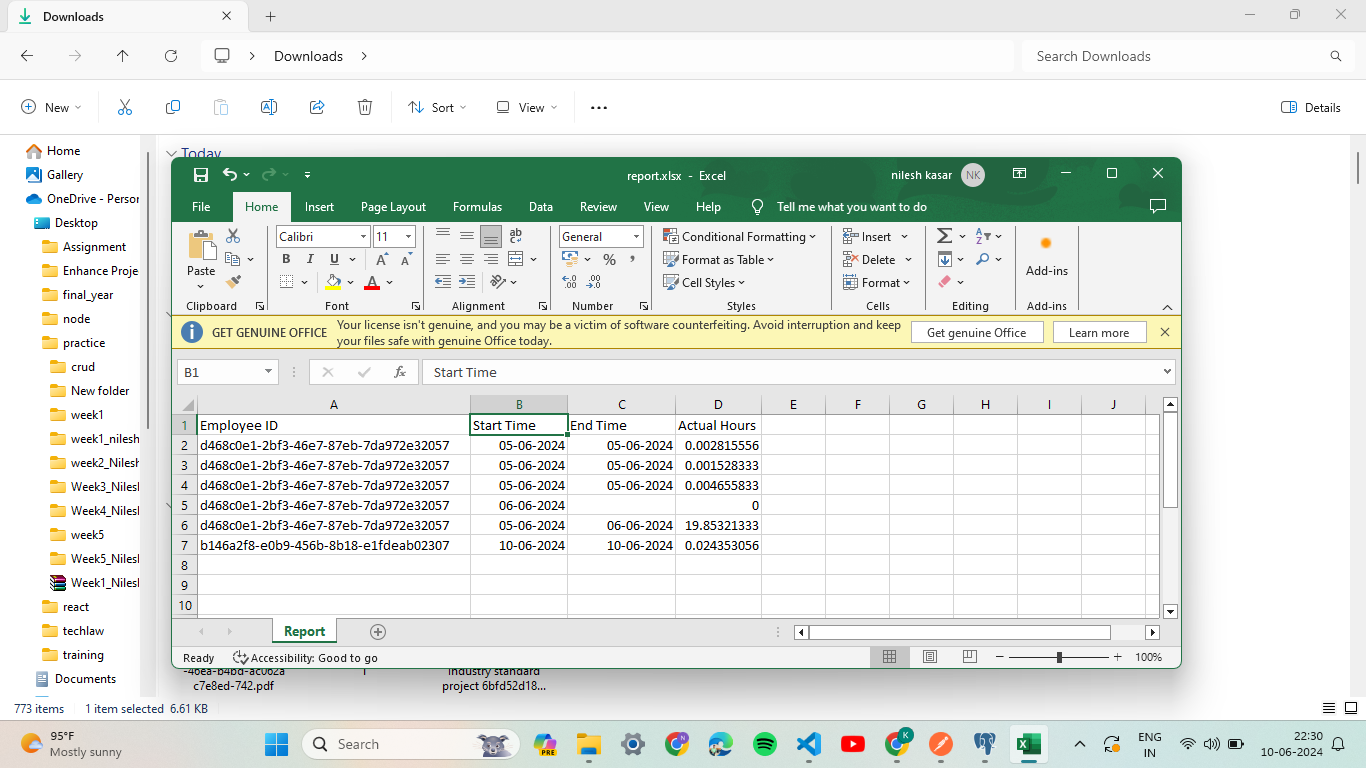 Downloads
Downloads
Search Downloads
New
Sort
View
Details
Home
Gallery
OneDrive - Persor
Desktop
Assignment
Enhance Proje
final_year
node
practice
crud
New folder
week1
week1_nilesh
week2_Nilesh
Week3_Nilesl
Week4_Nilesl
week5
Week5_Nilesh
Week1_Nilesh
react
techlaw
training
Documents
Today
report.xlsx - Excel
nilesh kasar NK
File Home Insert Page Layout Formulas Data Review View Help Tell me what you want to do
Paste
Clipboard
Calibri 11
B I U A A
A
Font
ab
Alignment
General
% ,
Number
Conditional Formatting
Format as Table
Cell Styles
Styles
Insert
Delete
Format
Cells
Editing
Add-ins
Add-ins
GET GENUINE OFFICE Your license isn't genuine, and you may be a victim of software counterfeiting. Avoid interruption and keep
your files safe with genuine Office today.
Get genuine Office
Learn more
B1 fx Start Time
A B C D E F G H I J
1 Employee ID Start Time End Time Actual Hours
2 d468c0e1-2bf3-46e7-87eb-7da972e32057 05-06-2024 05-06-2024 0.002815556
3 d468c0e1-2bf3-46e7-87eb-7da972e32057 05-06-2024 05-06-2024 0.001528333
4 d468c0e1-2bf3-46e7-87eb-7da972e32057 05-06-2024 05-06-2024 0.004655833
5 d468c0e1-2bf3-46e7-87eb-7da972e32057 06-06-2024 0
6 d468c0e1-2bf3-46e7-87eb-7da972e32057 05-06-2024 06-06-2024 19.85321333
7 b146a2f8-e0b9-456b-8b18-e1fdeab02307 10-06-2024 10-06-2024 0.024353056
8
9
10
Report
Ready Accessibility: Good to go
100%
-46ea-b4bd-ac062a
c7e8ed-742.pdf
industry standard
project 6bfd52d18...
773 items 1 item selected 6.61 KB
95°F
Mostly sunny
Search
PRE
K
ENG
IN
22:30
10-06-2024